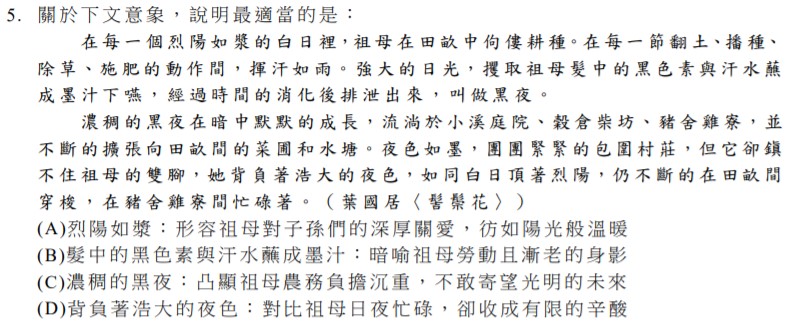 5. 關於下文意象，說明最適當的是：
在每一個烈陽如漿的白日裡，祖母在田畝中佝僂耕種。在每一節翻土、播種、
除草、施肥的動作間，揮汗如雨。強大的日光，攫取祖母髮中的黑色素與汗水蘸
成墨汁下嚥，經過時間的消化後排泄出來，叫做黑夜。
濃稠的黑夜在暗中默默的成長，流淌於小溪庭院、穀倉柴坊、豬舍雞寮，並
不斷的擴張向田畝間的菜圃和水塘。夜色如墨，團團緊緊的包圍村莊，但它卻鎮
不住祖母的雙腳，她背負著浩大的夜色，如同白日頂著烈陽，仍不斷的在田畝間
穿梭，在豬舍雞寮間忙碌著。（葉國居〈髻鬃花〉）
(A)烈陽如漿：形容祖母對子孫們的深厚關愛，彷如陽光般溫暖
(B)髮中的黑色素與汗水蘸成墨汁：暗喻祖母勞動且漸老的身影
(C)濃稠的黑夜：凸顯祖母農務負擔沉重，不敢寄望光明的未來
(D)背負著浩大的夜色：對比祖母日夜忙碌，卻收成有限的辛酸